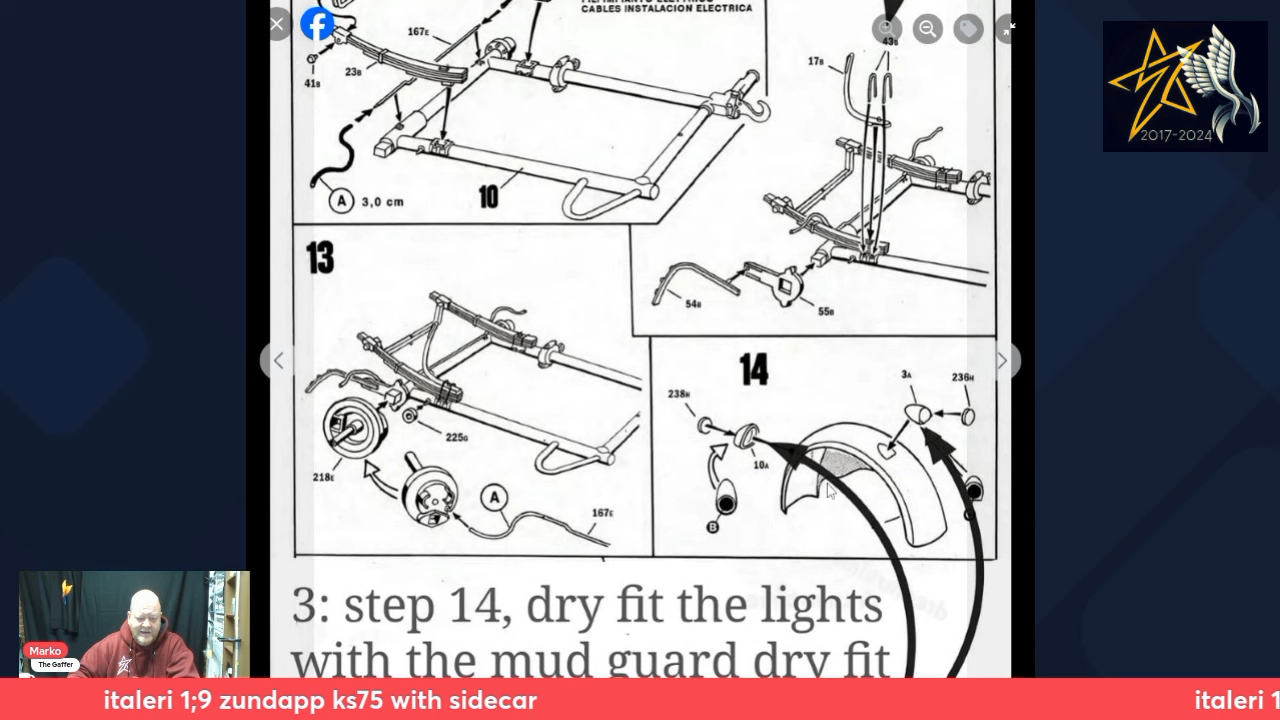 CABLES INSTALACION ELECTRICA
167E
43B
17B
41B
23B
A 3,0 cm
10
13
54B
55B
14
3A
236H
238H
10A
225G
218E
A
167E
B
2017-2024
3: step 14, dry fit the lights
with the mud guard dry fit
Marko
The Gaffer
italeri 1;9 zundapp ks75 with sidecar
italeri 1